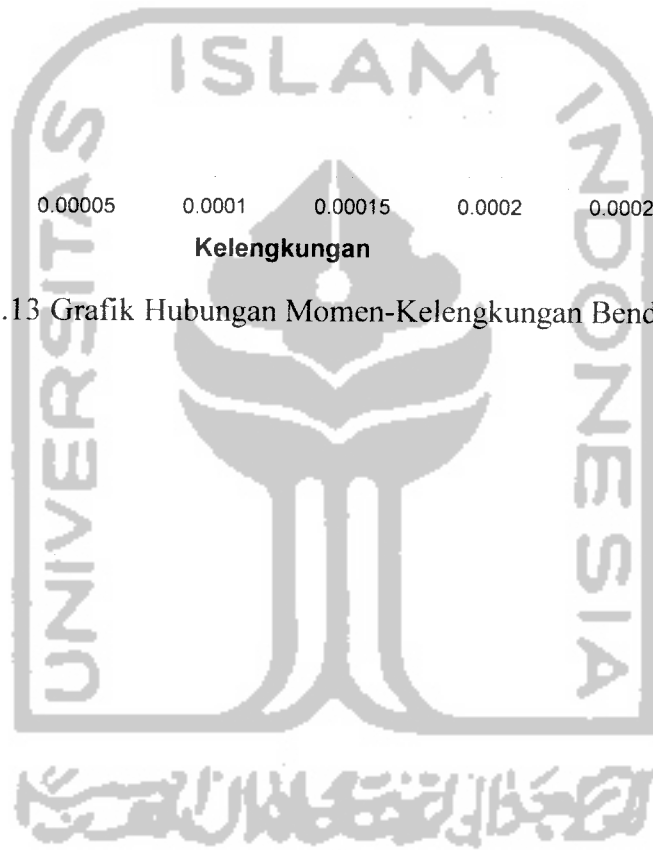 ISLAM
UNIVERSITAS
INDONESIA
0.00005 0.0001 0.00015 0.0002 0.0002
Kelengkungan
.13 Grafik Hubungan Momen-Kelengkungan Bend